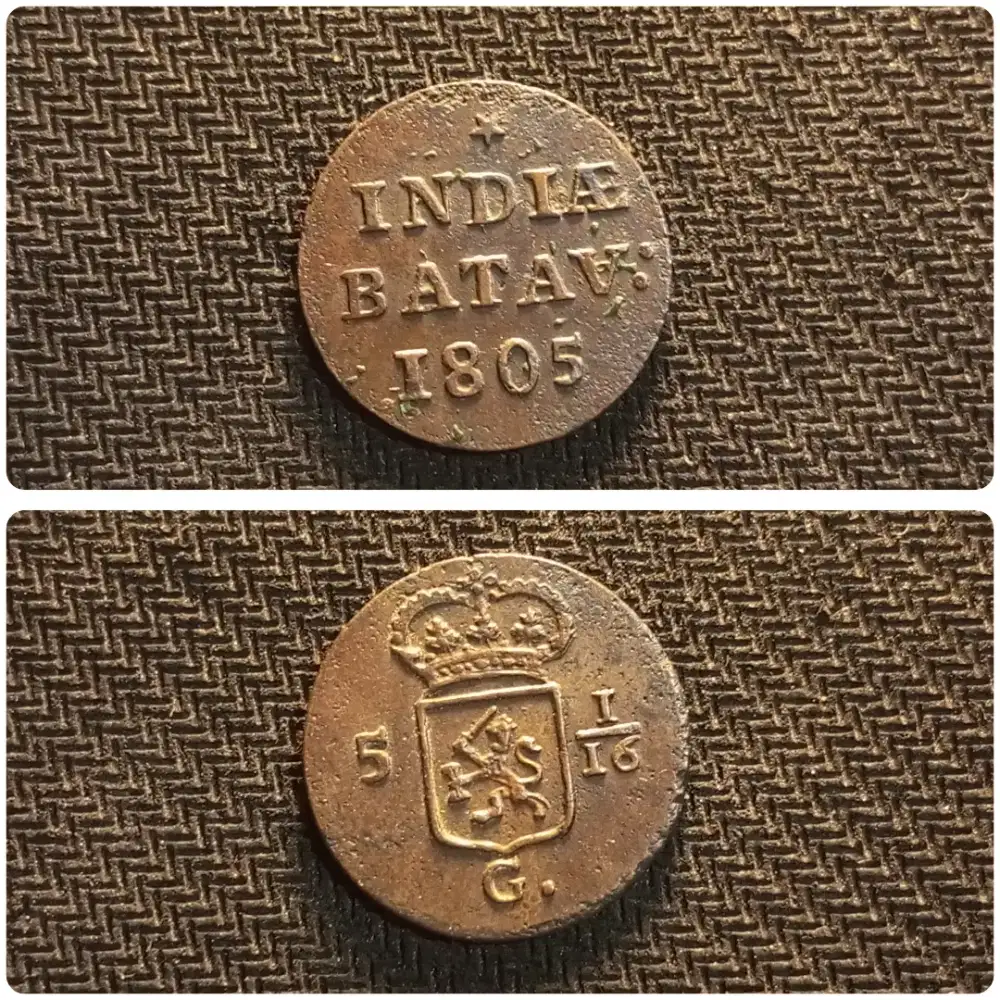 INDIÆ
BATAV:
1805
5 1/16
G.